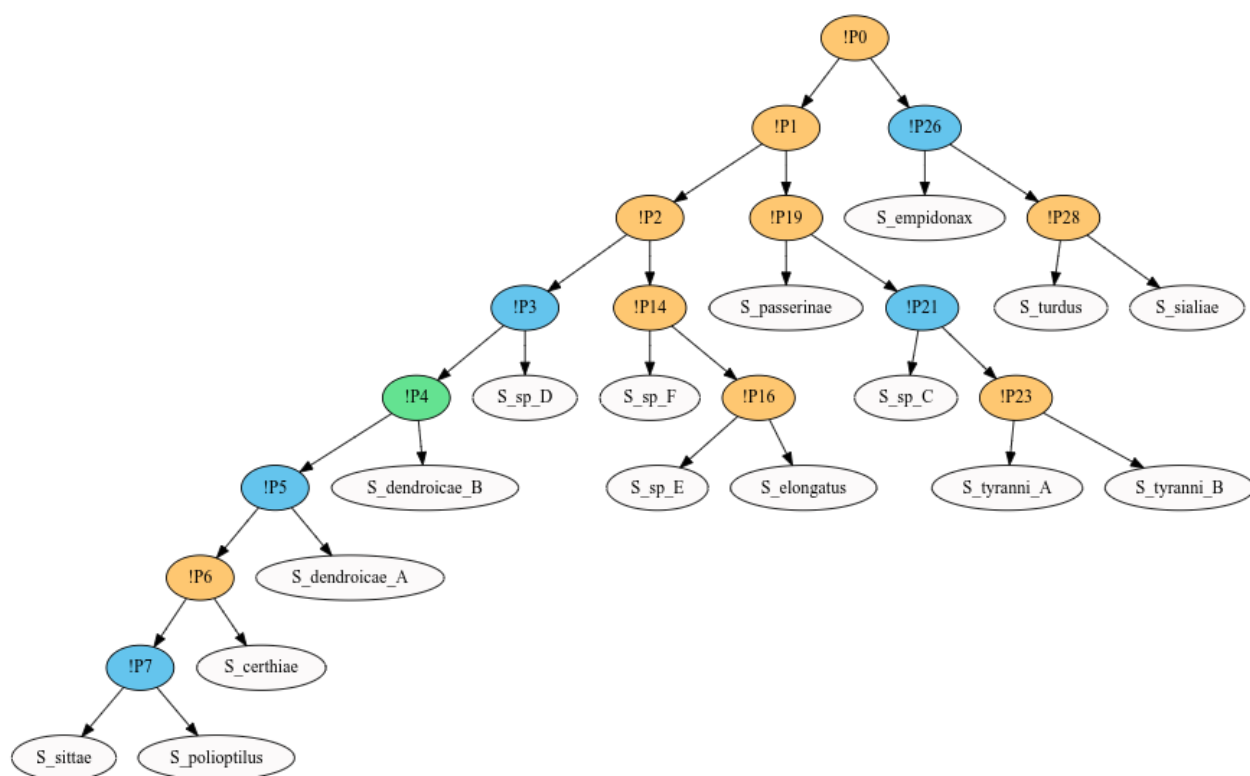 !P0
!P1
!P26
!P2
!P19
S_empidonax
!P28
!P3
!P14
S_passerinae
!P21
S_turdus
S_sialiae
!P4
S_sp_D
S_sp_F
!P16
S_sp_C
!P23
!P5
S_dendroicae_B
S_sp_E
S_elongatus
S_tyranni_A
S_tyranni_B
!P6
S_dendroicae_A
!P7
S_certhiae
S_sittae
S_polioptilus